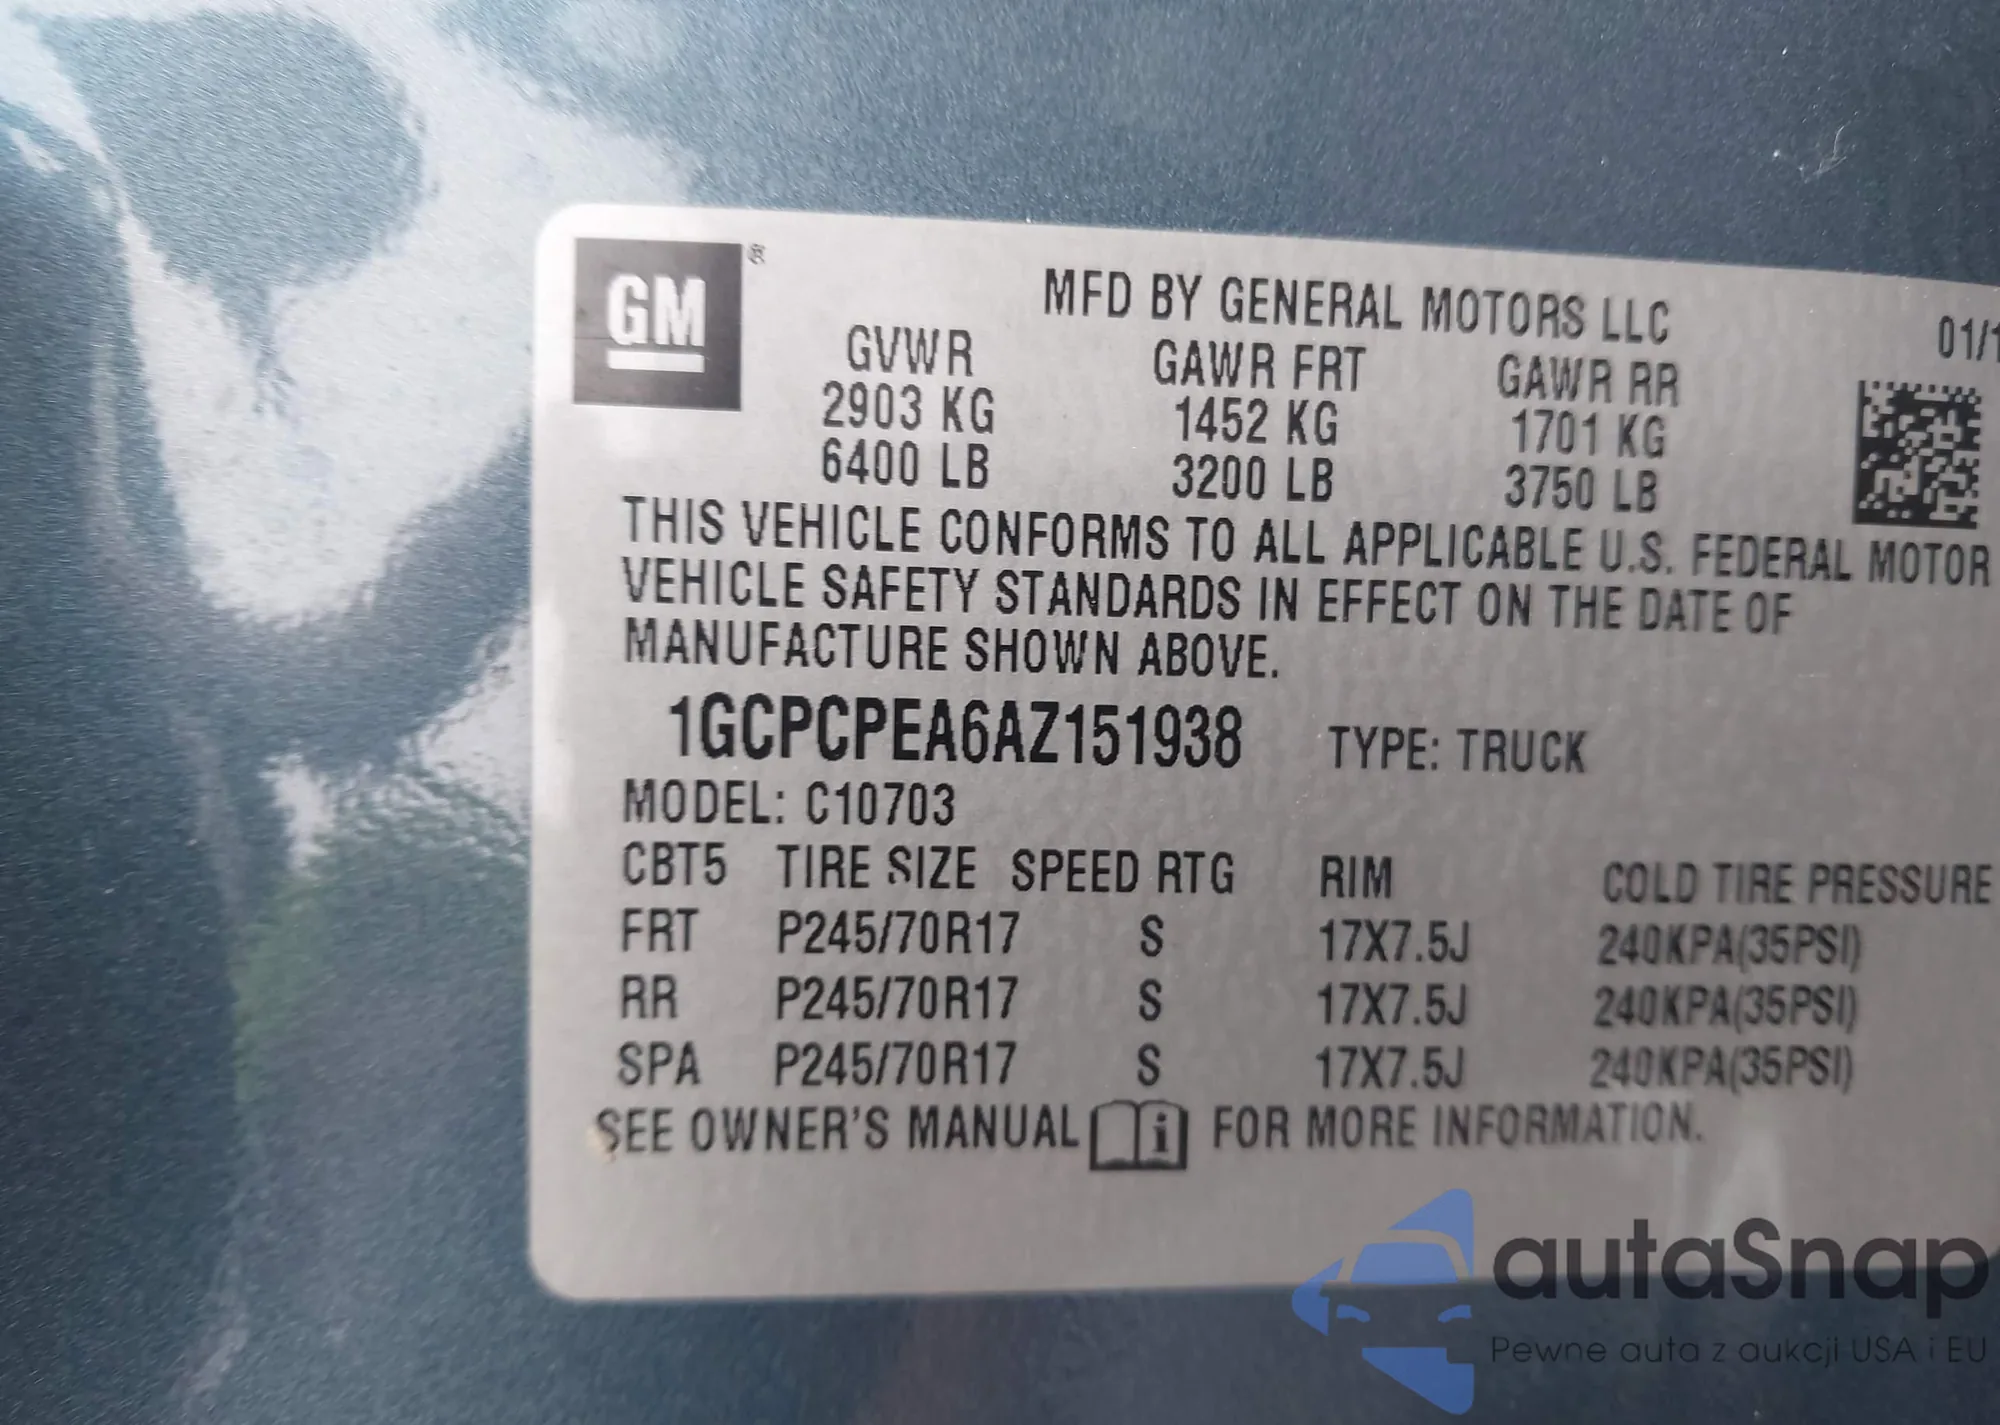 GM®
MFD BY GENERAL MOTORS LLC 01/1
GVWR GAWR FRT GAWR RR
2903 KG 1452 KG 1701 KG
6400 LB 3200 LB 3750 LB
THIS VEHICLE CONFORMS TO ALL APPLICABLE U.S. FEDERAL MOTOR
VEHICLE SAFETY STANDARDS IN EFFECT ON THE DATE OF
MANUFACTURE SHOWN ABOVE.
1GCPCPEA6AZ151938 TYPE: TRUCK
MODEL: C10703
CBT5 TIRE SIZE SPEED RTG RIM COLD TIRE PRESSURE
FRT P245/70R17 S 17X7.5J 240KPA(35PSI)
RR P245/70R17 S 17X7.5J 240KPA(35PSI)
SPA P245/70R17 S 17X7.5J 240KPA(35PSI)
SEE OWNER'S MANUAL i FOR MORE INFORMATION.
autaSnap
Pewne auta z aukcji USA i EU